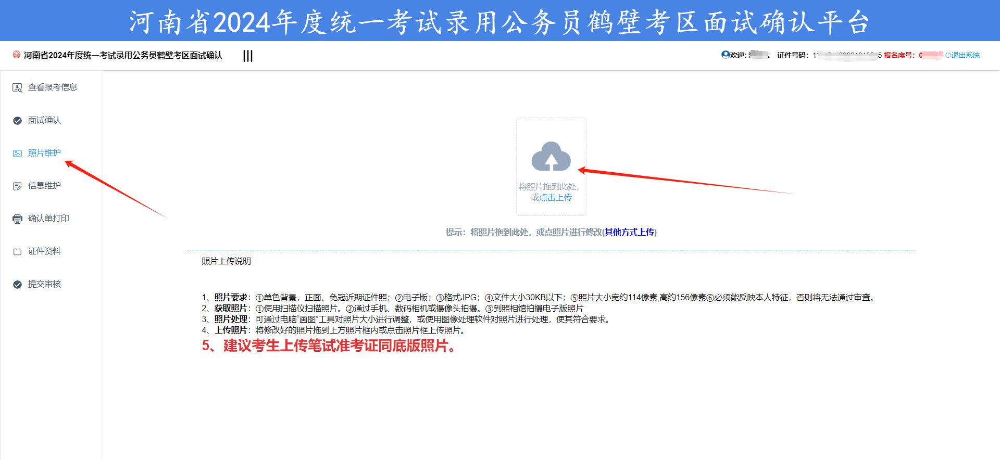 河南省2024年度统一考试录用公务员鹤壁考区面试确认平台
河南省2024年度统一考试录用公务员鹤壁考区面试确认
欢迎: 证件号码: 报名序号: 退出系统
查看报考信息
面试确认
照片维护
信息维护
确认单打印
证件资料
提交审核
将照片拖到此处，
或点击上传
提示：将照片拖到此处，或点照片进行修改(其他方式上传)
照片上传说明
1、照片要求：①单色背景，正面、免冠近期证件照；②电子版；③格式JPG；④文件大小30KB以下；⑤照片大小宽约114像素,高约156像素⑥必须能反映本人特征，否则将无法通过审查。
2、获取照片：①使用扫描仪扫描照片。②通过手机、数码相机或摄像头拍摄。③到照相馆拍摄电子版照片
3、照片处理：可通过电脑“画图”工具对照片大小进行调整，或使用图像处理软件对照片进行处理，使其符合要求。
4、上传照片：将修改好的照片拖到上方照片框内或点击照片框上传照片。
5、建议考生上传笔试准考证同底版照片。